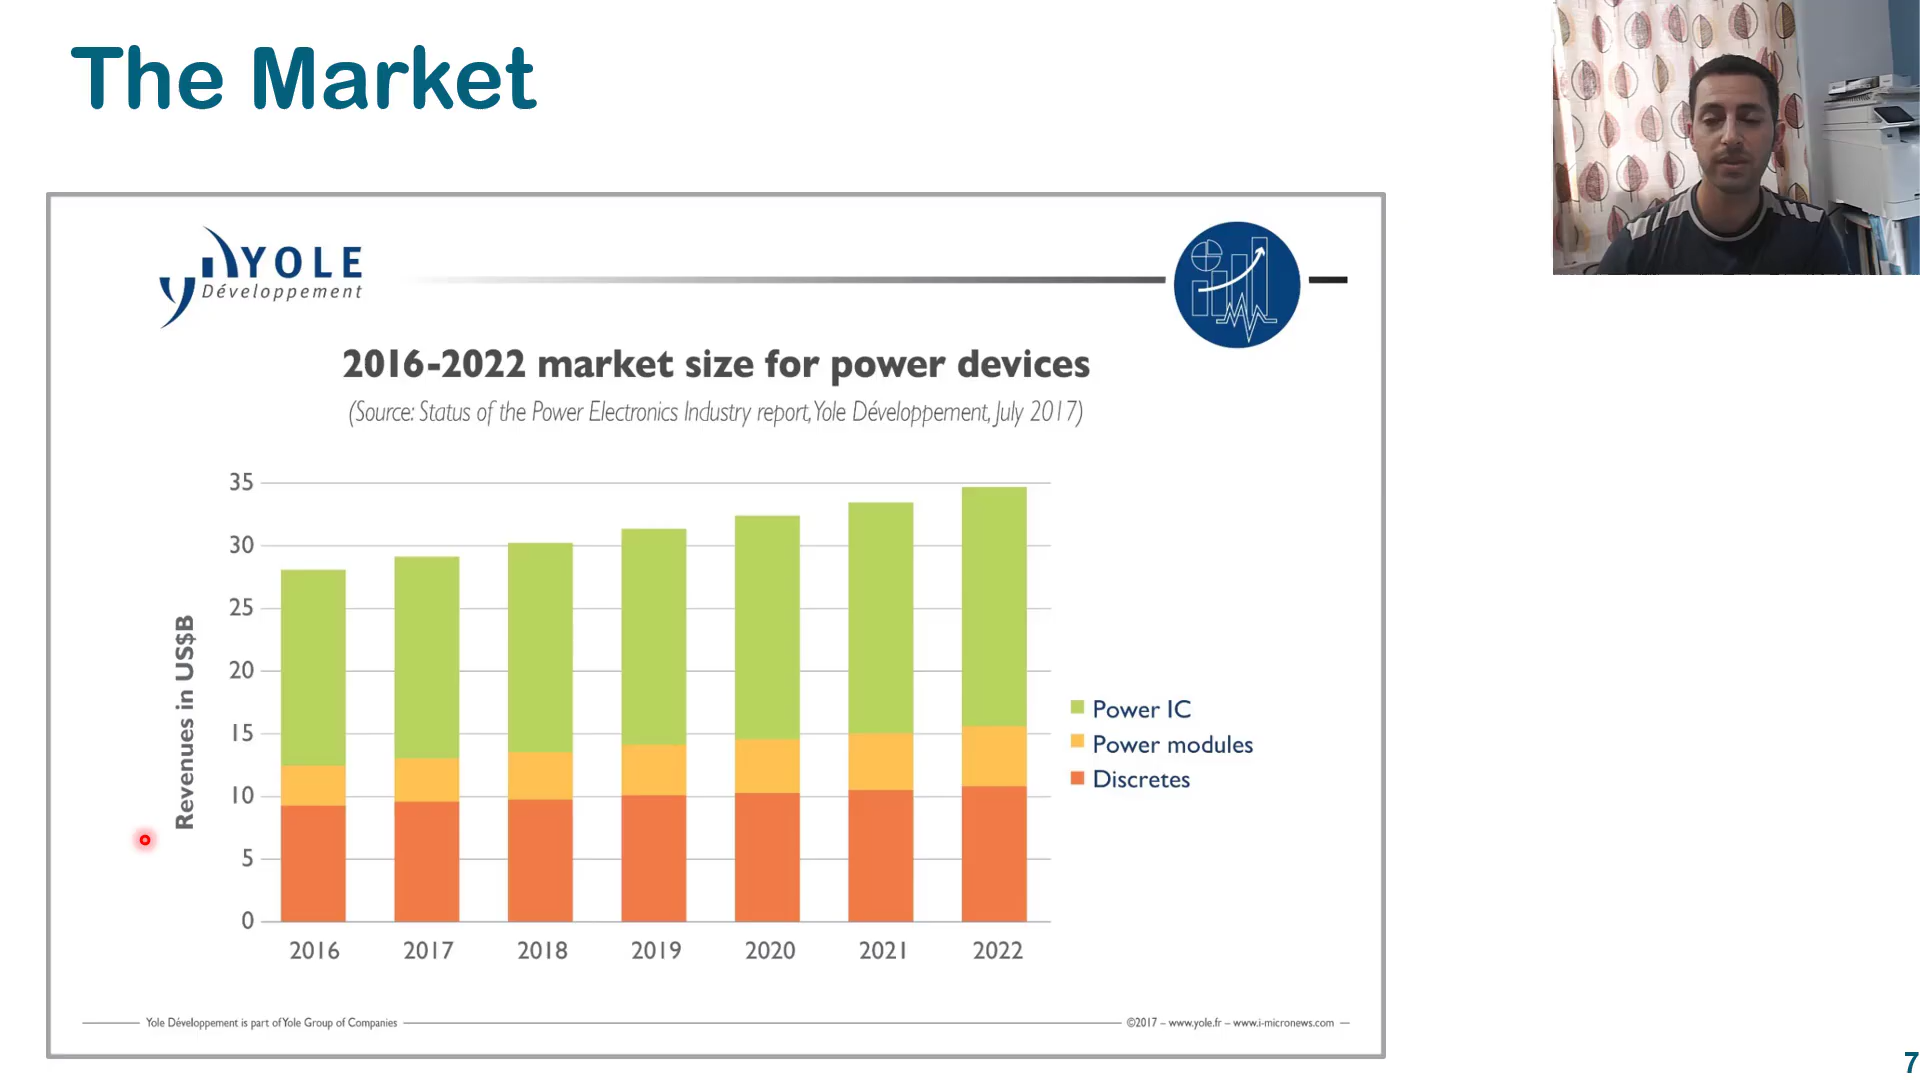 The Market
YOLE
Développement
2016-2022 market size for power devices
(Source: Status of the Power Electronics Industry report, Yole Développement, July 2017)
Revenues in US$B
35
30
25
20
15
10
5
0
2016 2017 2018 2019 2020 2021 2022
Power IC
Power modules
Discretes
Yole Développement is part of Yole Group of Companies
©2017 – www.yole.fr – www.i-micronews.com
7